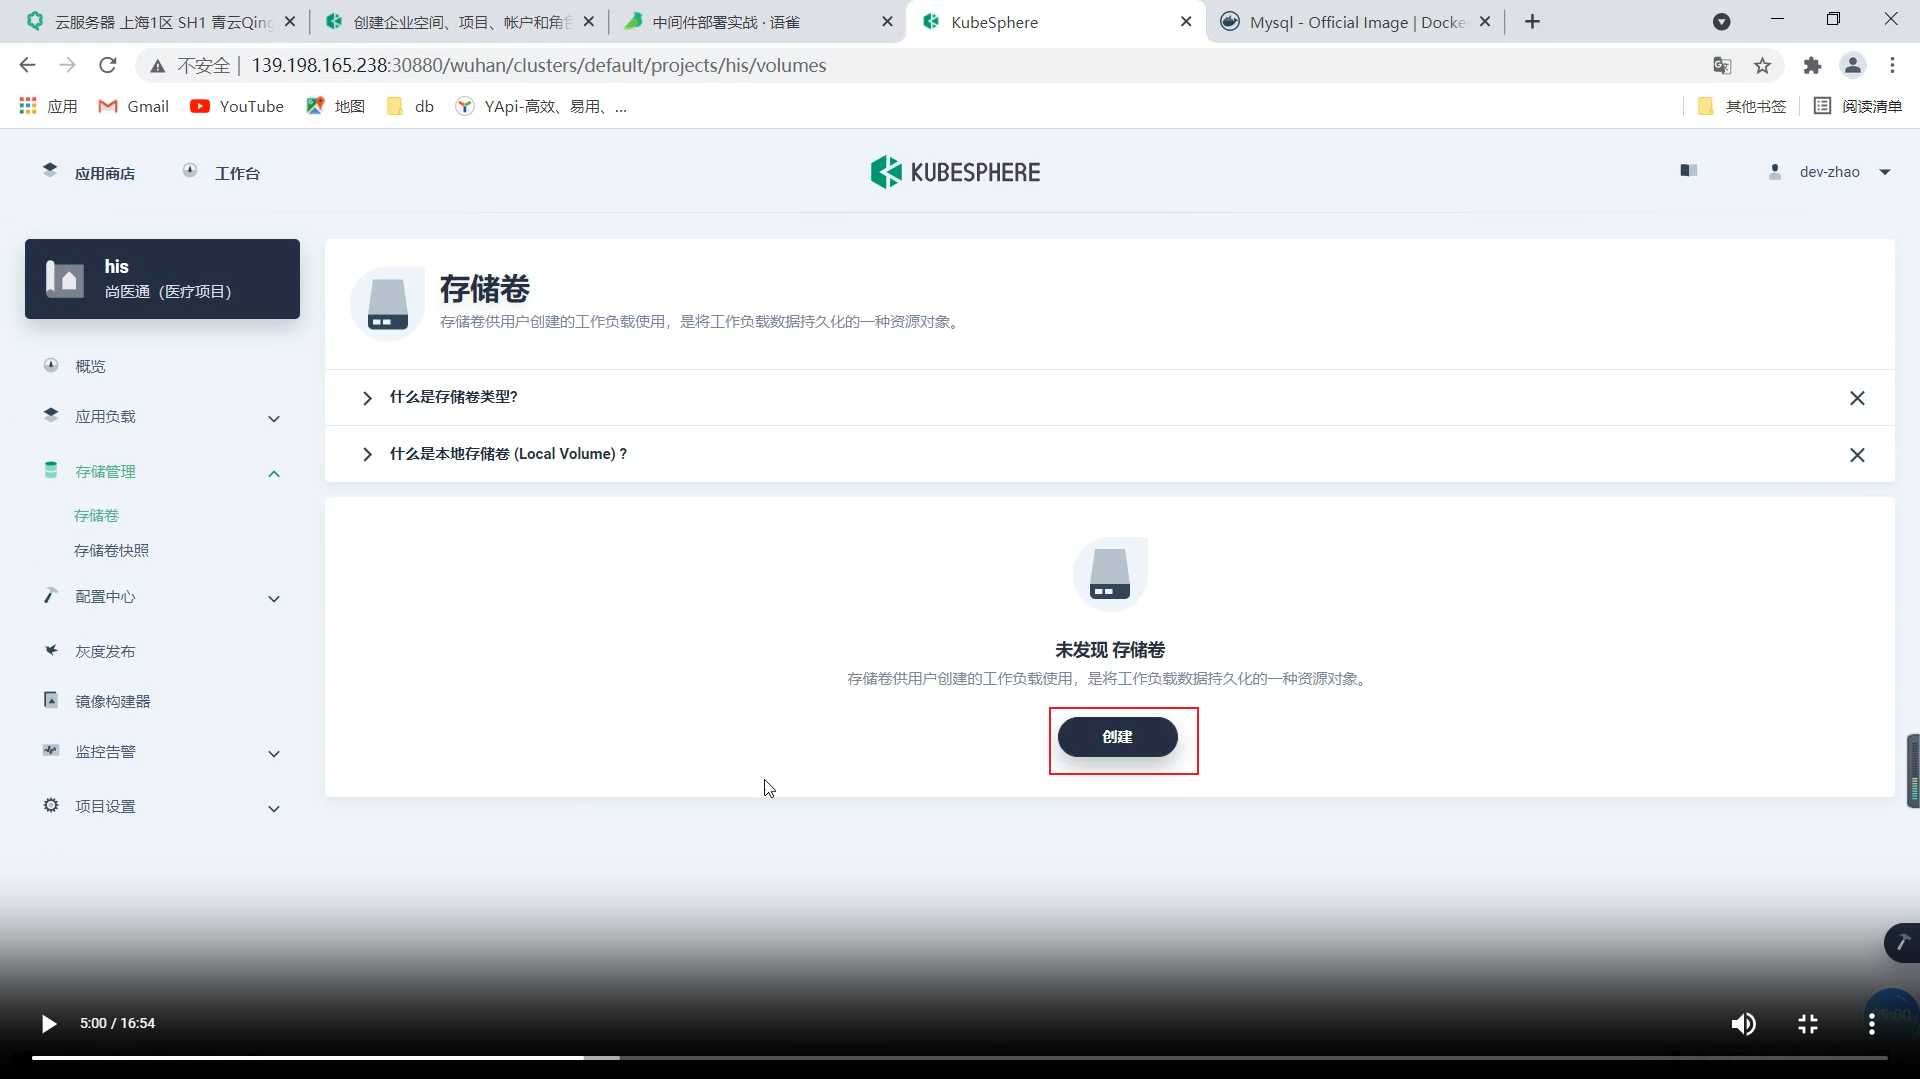 云服务器 上海1区 SH1 青云Qing
创建企业空间、项目、帐户和角色
中间件部署实战 · 语雀
KubeSphere
Mysql - Official Image | Docke
不安全 | 139.198.165.238:30880/wuhan/clusters/default/projects/his/volumes
应用
Gmail
YouTube
地图
db
YApi-高效、易用、...
其他书签
阅读清单
应用商店
工作台
KUBESPHERE
dev-zhao
his
尚医通（医疗项目）
概览
应用负载
存储管理
存储卷
存储卷快照
配置中心
灰度发布
镜像构建器
监控告警
项目设置
存储卷
存储卷供用户创建的工作负载使用，是将工作负载数据持久化的一种资源对象。
什么是存储卷类型?
什么是本地存储卷 (Local Volume) ?
未发现 存储卷
存储卷供用户创建的工作负载使用，是将工作负载数据持久化的一种资源对象。
创建
5:00 / 16:54